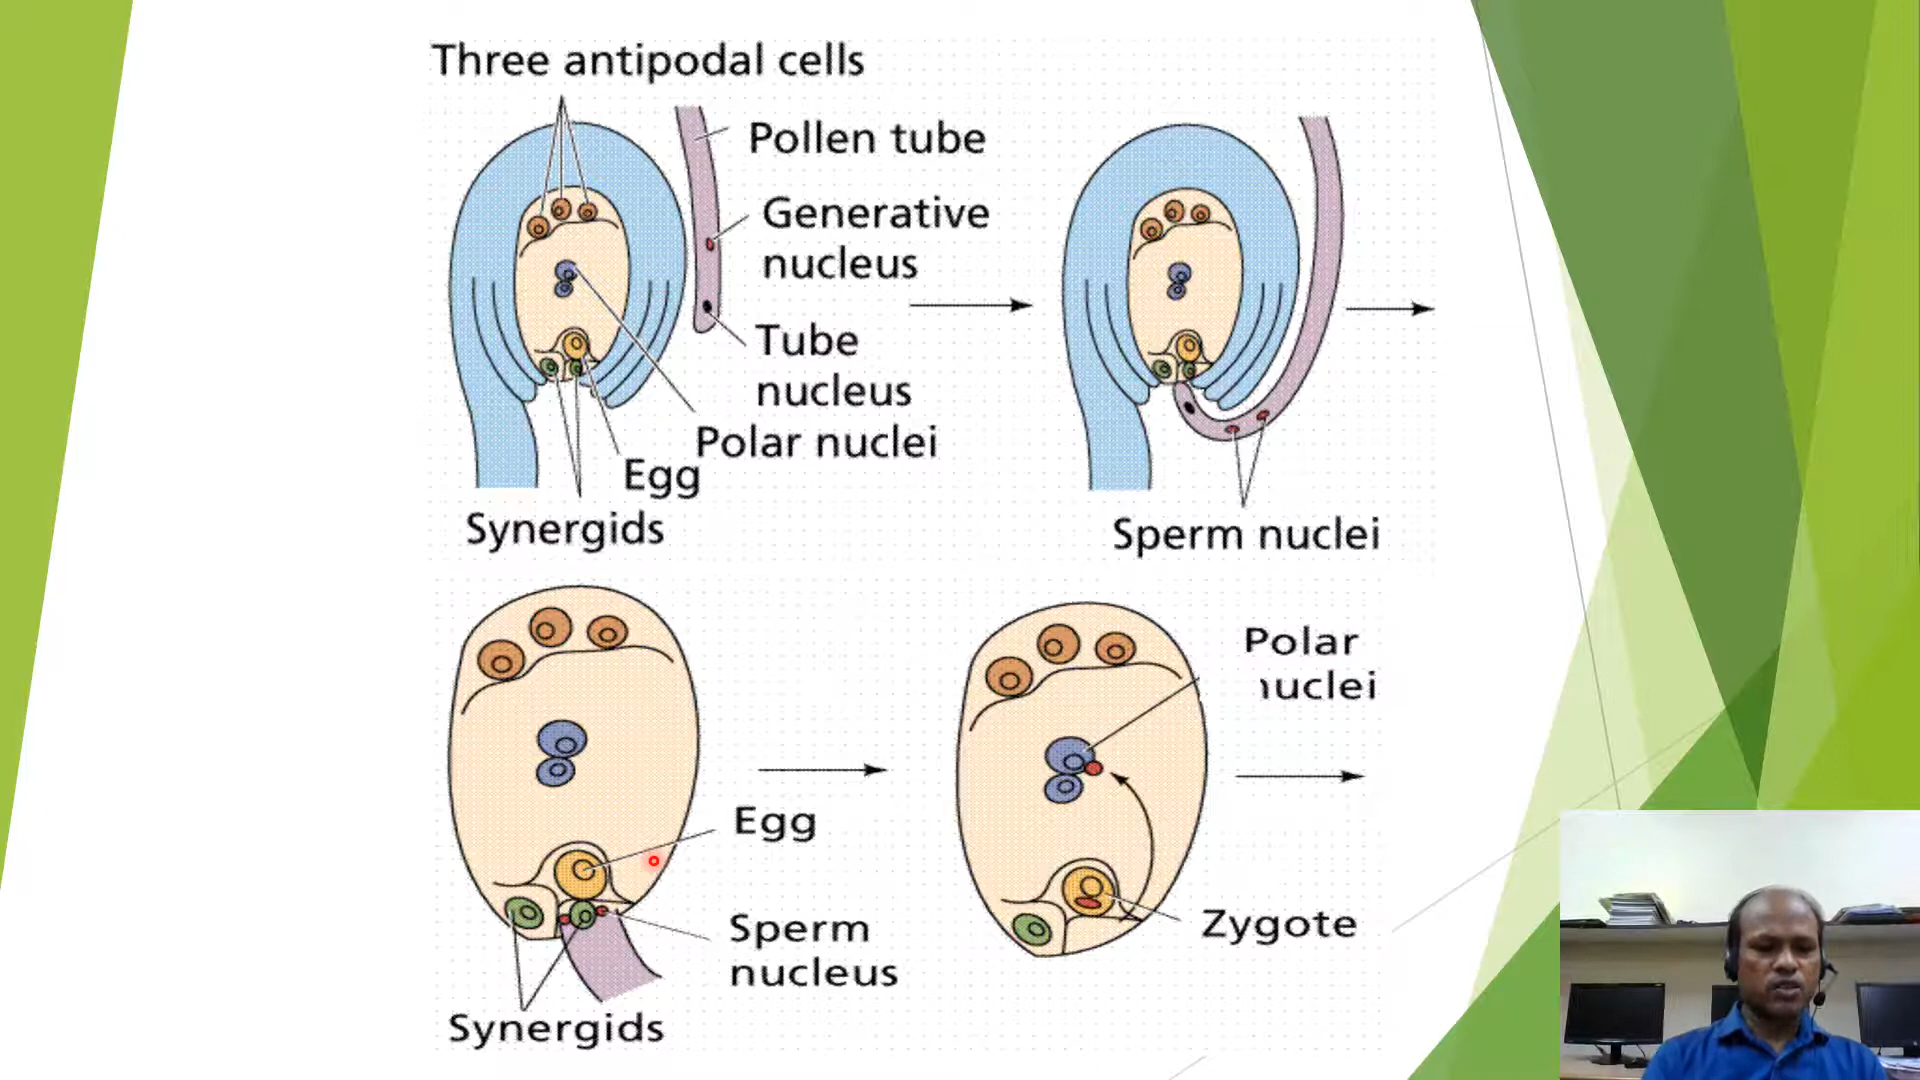 Three antipodal cells
Pollen tube
Generative
nucleus
Tube
nucleus
Polar nuclei
Egg
Synergids
Sperm nuclei
Polar
nuclei
Egg
Sperm
nucleus
Zygote
Synergids